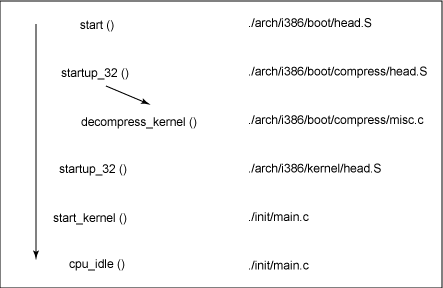 start () ./arch/i386/boot/head.S
startup_32 () ./arch/i386/boot/compress/head.S
decompress_kernel () ./arch/i386/boot/compress/misc.c
startup_32 () ./arch/i386/kernel/head.S
start_kernel () ./init/main.c
cpu_idle () ./init/main.c